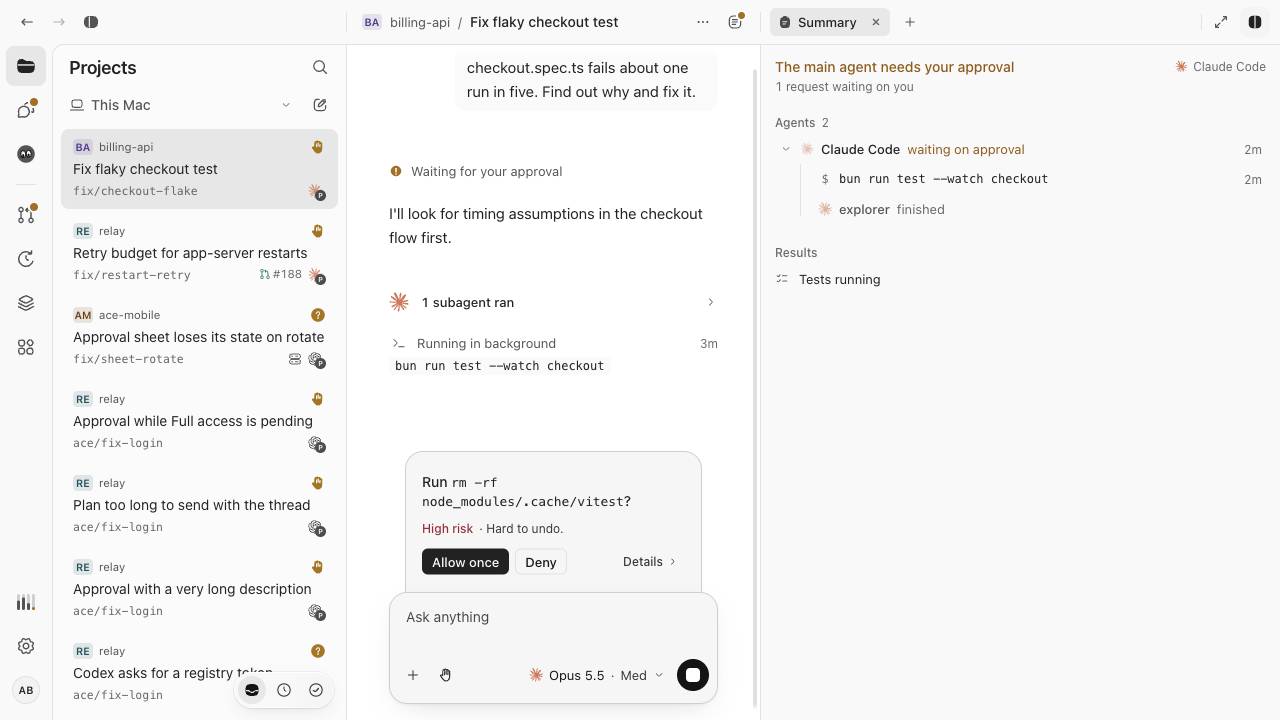 BA billing-api / Fix flaky checkout test
Summary
Projects
This Mac
BA billing-api
Fix flaky checkout test
fix/checkout-flake
P
RE relay
Retry budget for app-server restarts
fix/restart-retry #188
P
AM ace-mobile
?
Approval sheet loses its state on rotate
fix/sheet-rotate
P
RE relay
Approval while Full access is pending
ace/fix-login
P
RE relay
Plan too long to send with the thread
ace/fix-login
P
RE relay
Approval with a very long description
ace/fix-login
P
RE relay
?
Codex asks for a registry token
ace/fix-login
AB
checkout.spec.ts fails about one
run in five. Find out why and fix it.
Waiting for your approval
I'll look for timing assumptions in the checkout
flow first.
1 subagent ran
Running in background 3m
bun run test --watch checkout
Run rm -rf
node_modules/.cache/vitest?
High risk · Hard to undo.
Allow once Deny Details
Ask anything
Opus 5.5 · Med
The main agent needs your approval Claude Code
1 request waiting on you
Agents 2
Claude Code waiting on approval 2m
$ bun run test --watch checkout 2m
explorer finished
Results
Tests running